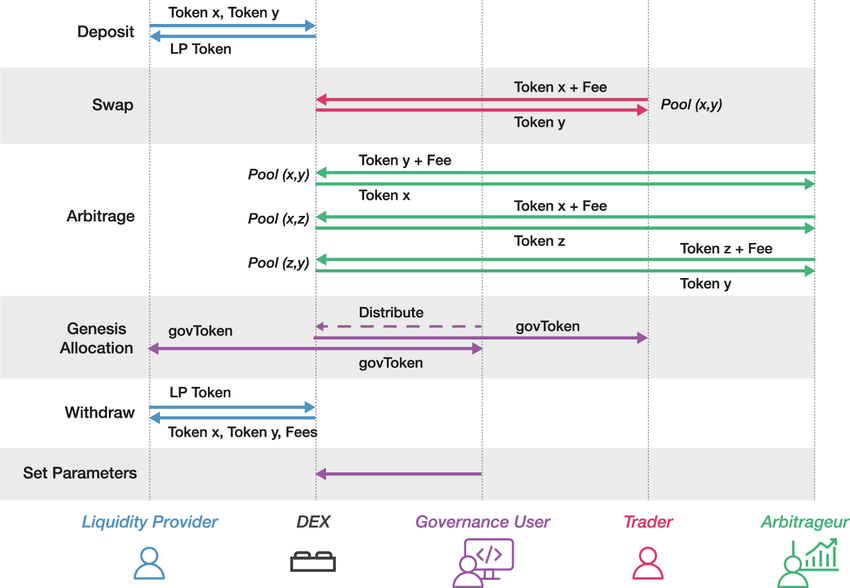 Token x, Token y
Deposit
LP Token
Token x + Fee
Swap
Pool (x,y)
Token y
Token y + Fee
Pool (x,y)
Token x
Token x + Fee
Arbitrage
Pool (x,z)
Token z
Token z + Fee
Pool (z,y)
Token y
Distribute
Genesis
Allocation
govToken
govToken
govToken
LP Token
Withdraw
Token x, Token y, Fees
Set Parameters
Liquidity Provider
DEX
Governance User
Trader
Arbitrageur